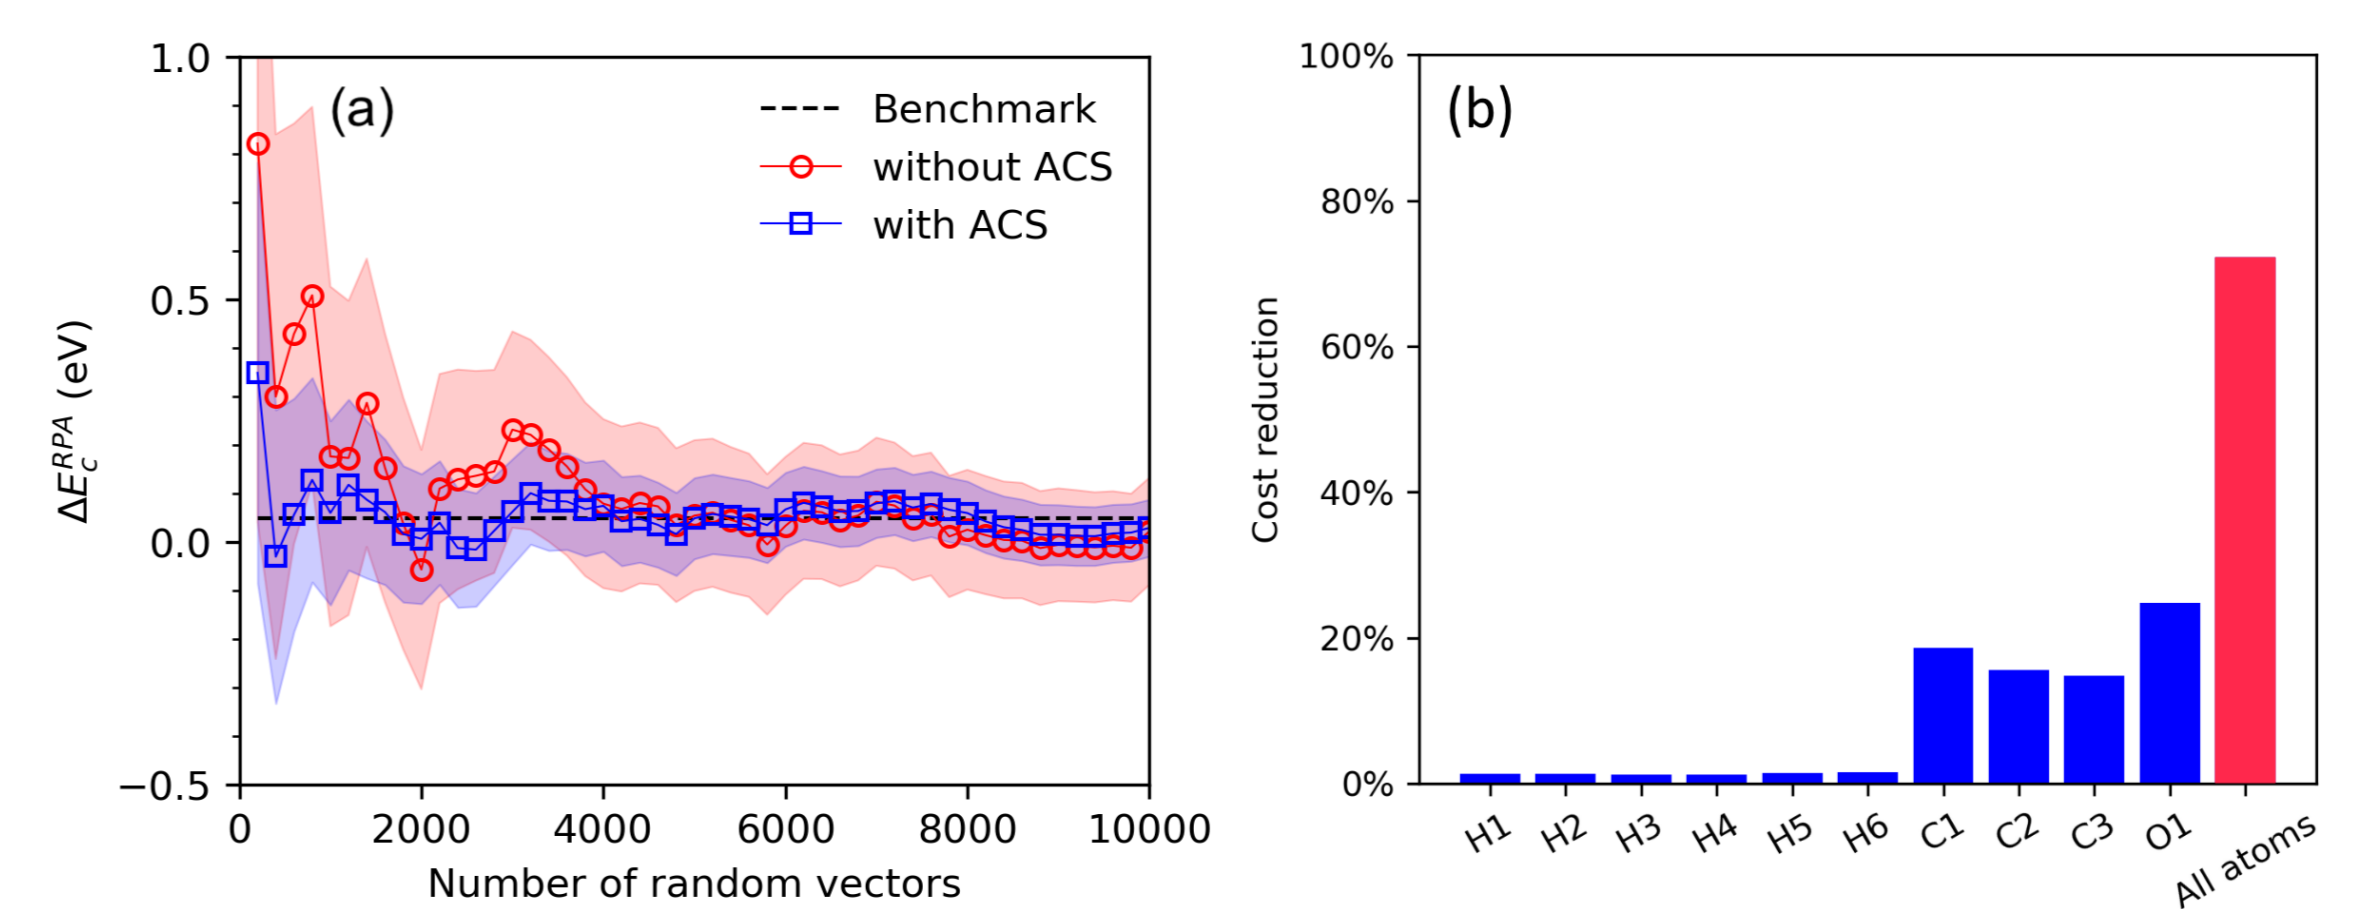 (a)
1.0
0.5
0.0
−0.5
ΔE_c^{RPA} (eV)
Benchmark
without ACS
with ACS
0 2000 4000 6000 8000 10000
Number of random vectors
(b)
100%
80%
60%
40%
20%
0%
Cost reduction
H1 H2 H3 H4 H5 H6 C1 C2 C3 O1 All atoms